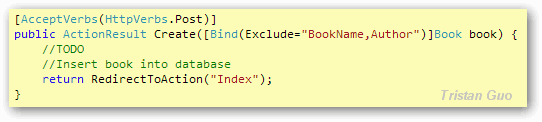 [AcceptVerbs(HttpVerbs.Post)]
public ActionResult Create([Bind(Exclude="BookName,Author")]Book book) {
    //TODO
    //Insert book into database
    return RedirectToAction("Index");
}
Tristan Guo